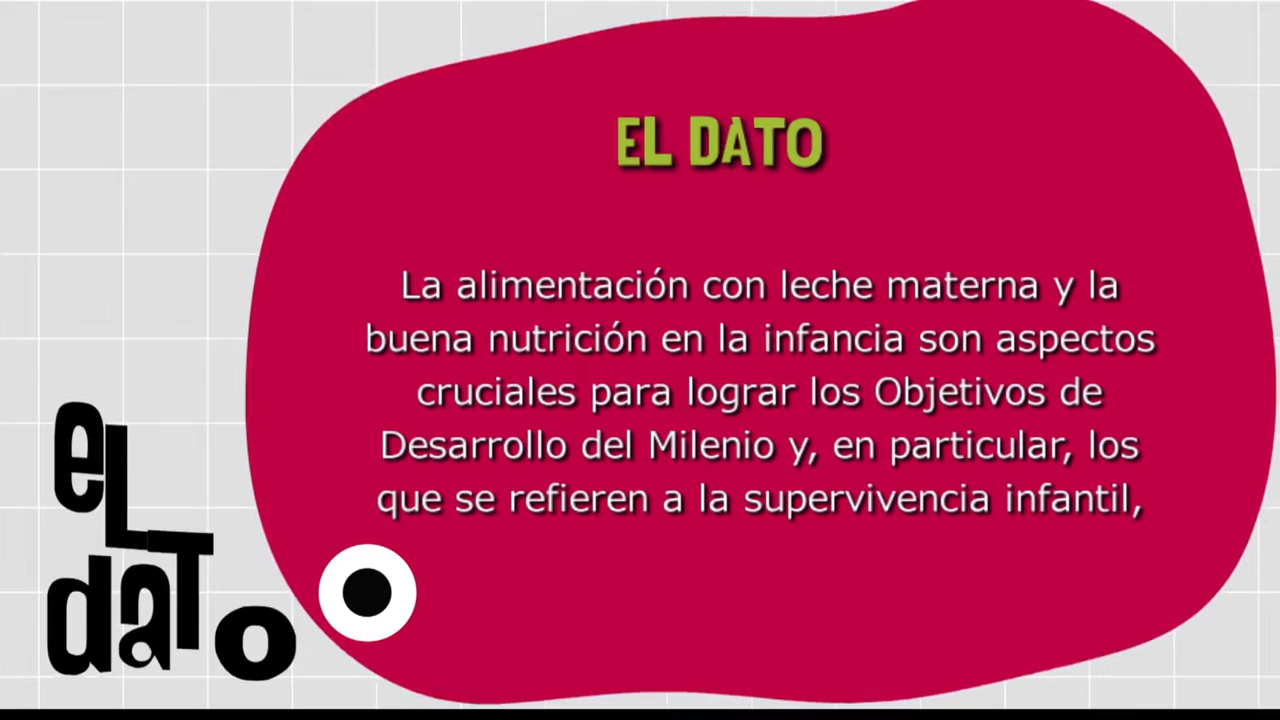 EL DATO
La alimentación con leche materna y la
buena nutrición en la infancia son aspectos
cruciales para lograr los Objetivos de
Desarrollo del Milenio y, en particular, los
que se refieren a la supervivencia infantil,
eL
daTo